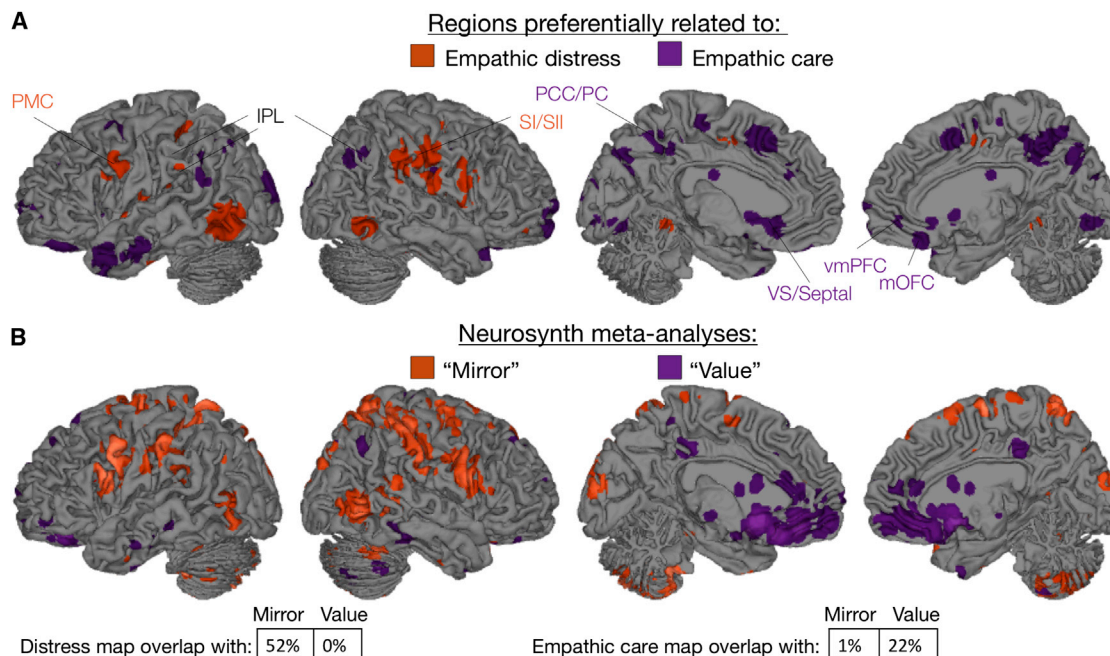 A
Regions preferentially related to:
Empathic distress
Empathic care
PMC
IPL
PCC/PC
SI/SII
vmPFC
mOFC
VS/Septal
B
Neurosynth meta-analyses:
“Mirror”
“Value”
Mirror Value
Distress map overlap with: 52% 0%
Mirror Value
Empathic care map overlap with: 1% 22%